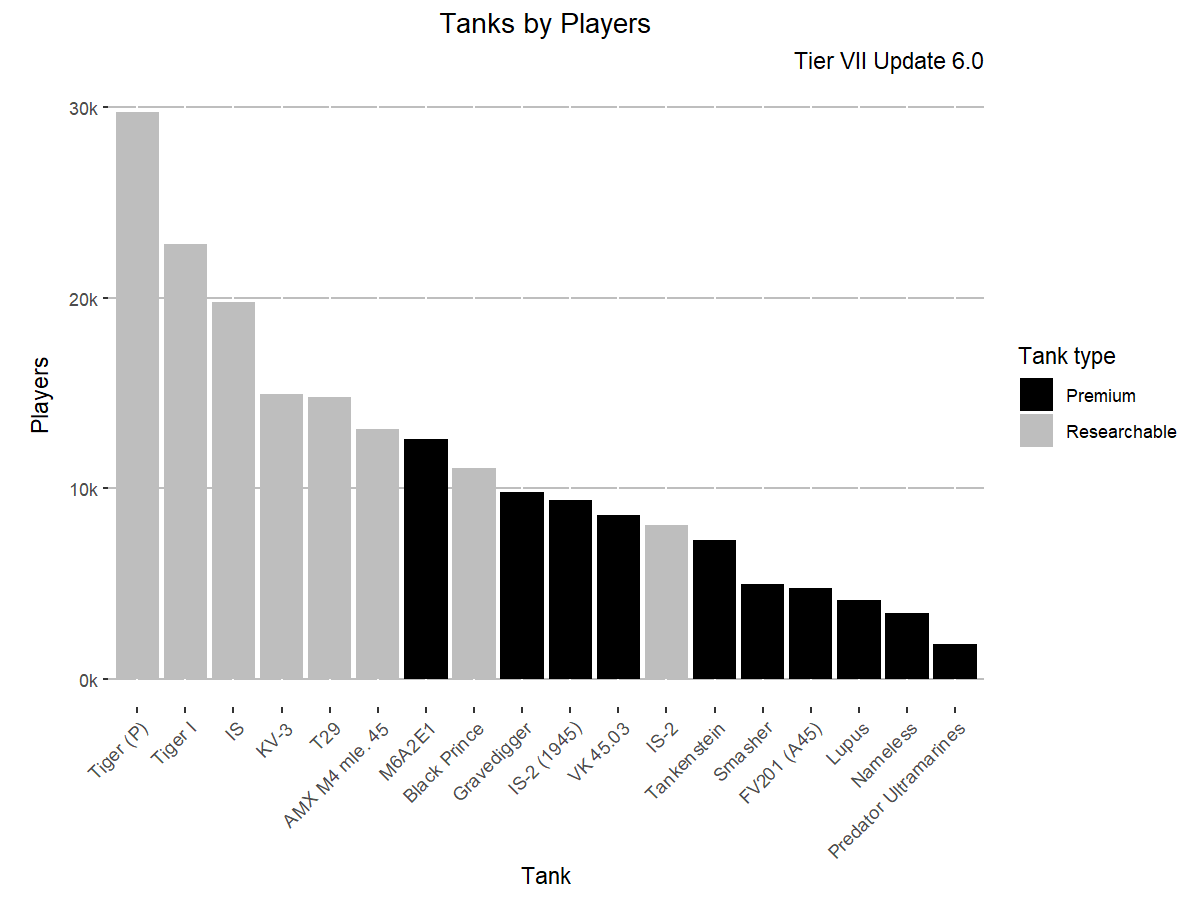 Tanks by Players
Tier VII Update 6.0
Players
30k
20k
10k
0k
Tiger (P)
Tiger I
IS
KV-3
T29
AMX M4 mle. 45
M6A2E1
Black Prince
Gravedigger
IS-2 (1945)
VK 45.03
IS-2
Tankenstein
Smasher
FV201 (A45)
Lupus
Nameless
Predator Ultramarines
Tank
Tank type
Premium
Researchable